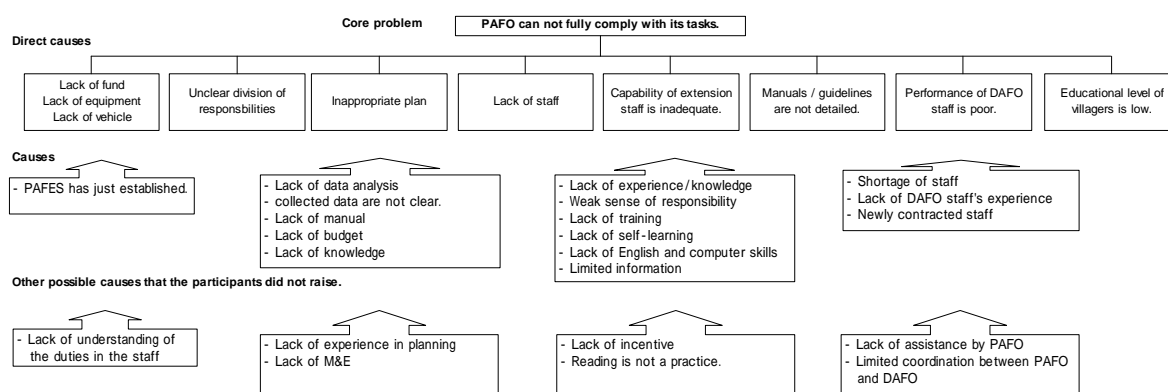 Core problem
PAFO can not fully comply with its tasks.
Direct causes
Lack of fund
Lack of equipment
Lack of vehicle
Unclear division of
responsbilities
Inappropriate plan
Lack of staff
Capability of extension
staff is inadequate.
Manuals / guidelines
are not detailed.
Performance of DAFO
staff is poor.
Educational level of
villagers is low.
Causes
- PAFES has just established.
- Lack of data analysis
- collected data are not clear.
- Lack of manual
- Lack of budget
- Lack of knowledge
- Lack of experience/knowledge
- Weak sense of responsibility
- Lack of training
- Lack of self-learning
- Lack of English and computer skills
- Limited information
- Shortage of staff
- Lack of DAFO staff's experience
- Newly contracted staff
Other possible causes that the participants did not raise.
- Lack of understanding of
the duties in the staff
- Lack of experience in planning
- Lack of M&E
- Lack of incentive
- Reading is not a practice.
- Lack of assistance by PAFO
- Limited coordination between PAFO
and DAFO